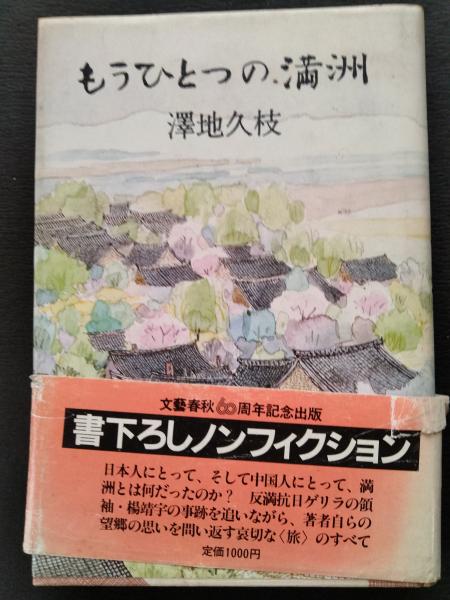 もうひとつの満洲
澤地久枝
文藝春秋60周年記念出版
書下ろしノンフィクション
日本人にとって、そして中国人にとって、満
洲とは何だったのか? 反満抗日ゲリラの領
袖・楊靖宇の事跡を追いながら、著者自らの
望郷の思いを問い返す哀切な〈旅〉のすべて
定価1000円